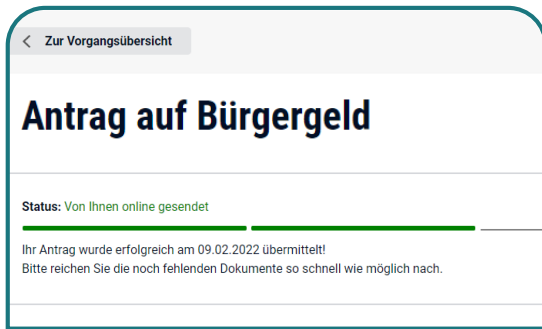 Zur Vorgangsübersicht
Antrag auf Bürgergeld
Status: Von Ihnen online gesendet
Ihr Antrag wurde erfolgreich am 09.02.2022 übermittelt!
Bitte reichen Sie die noch fehlenden Dokumente so schnell wie möglich nach.